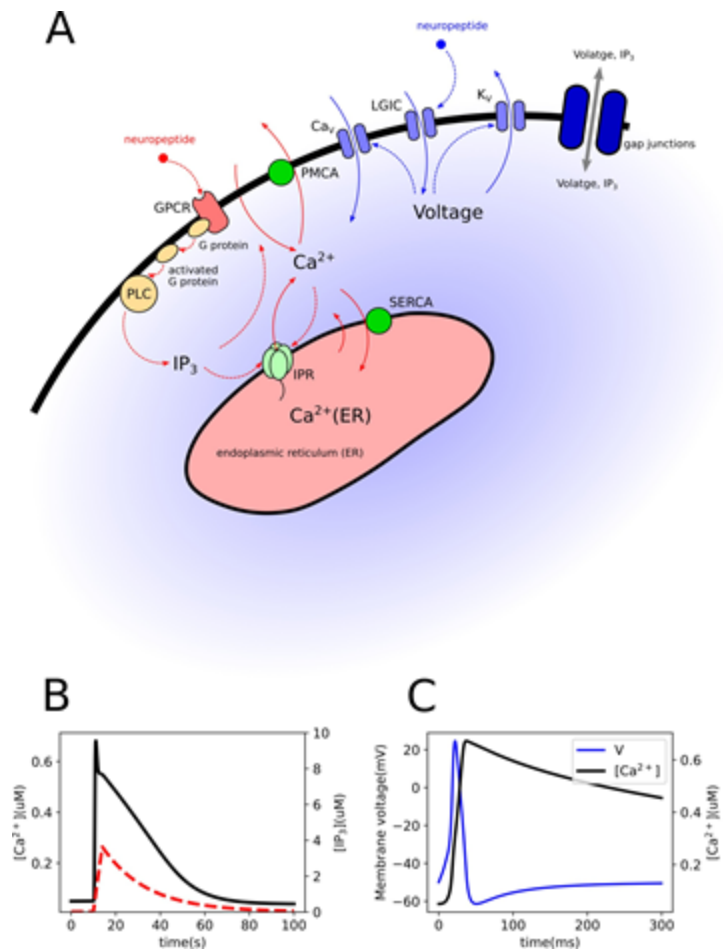 A
neuropeptide
Volatge, IP₃
LGIC
Kᵥ
Caᵥ
neuropeptide
gap junctions
PMCA
Volatge, IP₃
GPCR
Voltage
G protein
activated
G protein
Ca²⁺
PLC
SERCA
IP₃
IPR
Ca²⁺(ER)
endoplasmic reticulum (ER)
B
[Ca²⁺](uM)
0.6
0.4
0.2
10
8
6
4
2
0
[IP₃](uM)
0 20 40 60 80 100
time(s)
C
Membrane voltage(mV)
20
0
−20
−40
−60
V
[Ca²⁺]
0.6
0.4
0.2
[Ca²⁺](uM)
0 100 200 300
time(ms)